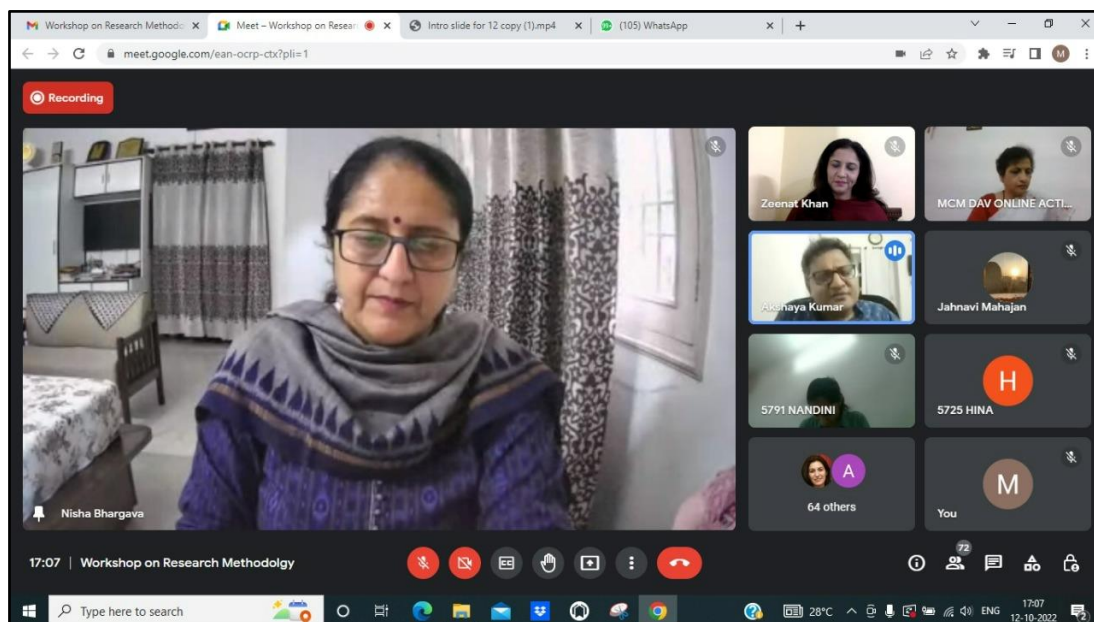 Workshop on Research Methodo
Meet – Workshop on Resear
Intro slide for 12 copy (1).mp4
(105) WhatsApp
meet.google.com/ean-ocrp-ctx?pli=1
M
Recording
Zeenat Khan
MCM DAV ONLINE ACTI...
Akshaya Kumar
Jahnavi Mahajan
5791 NANDINI
H
5725 HINA
A
64 others
M
You
Nisha Bhargava
17:07 | Workshop on Research Methodolgy
CC
72
Type here to search
28°C
ENG
17:07
12-10-2022
2